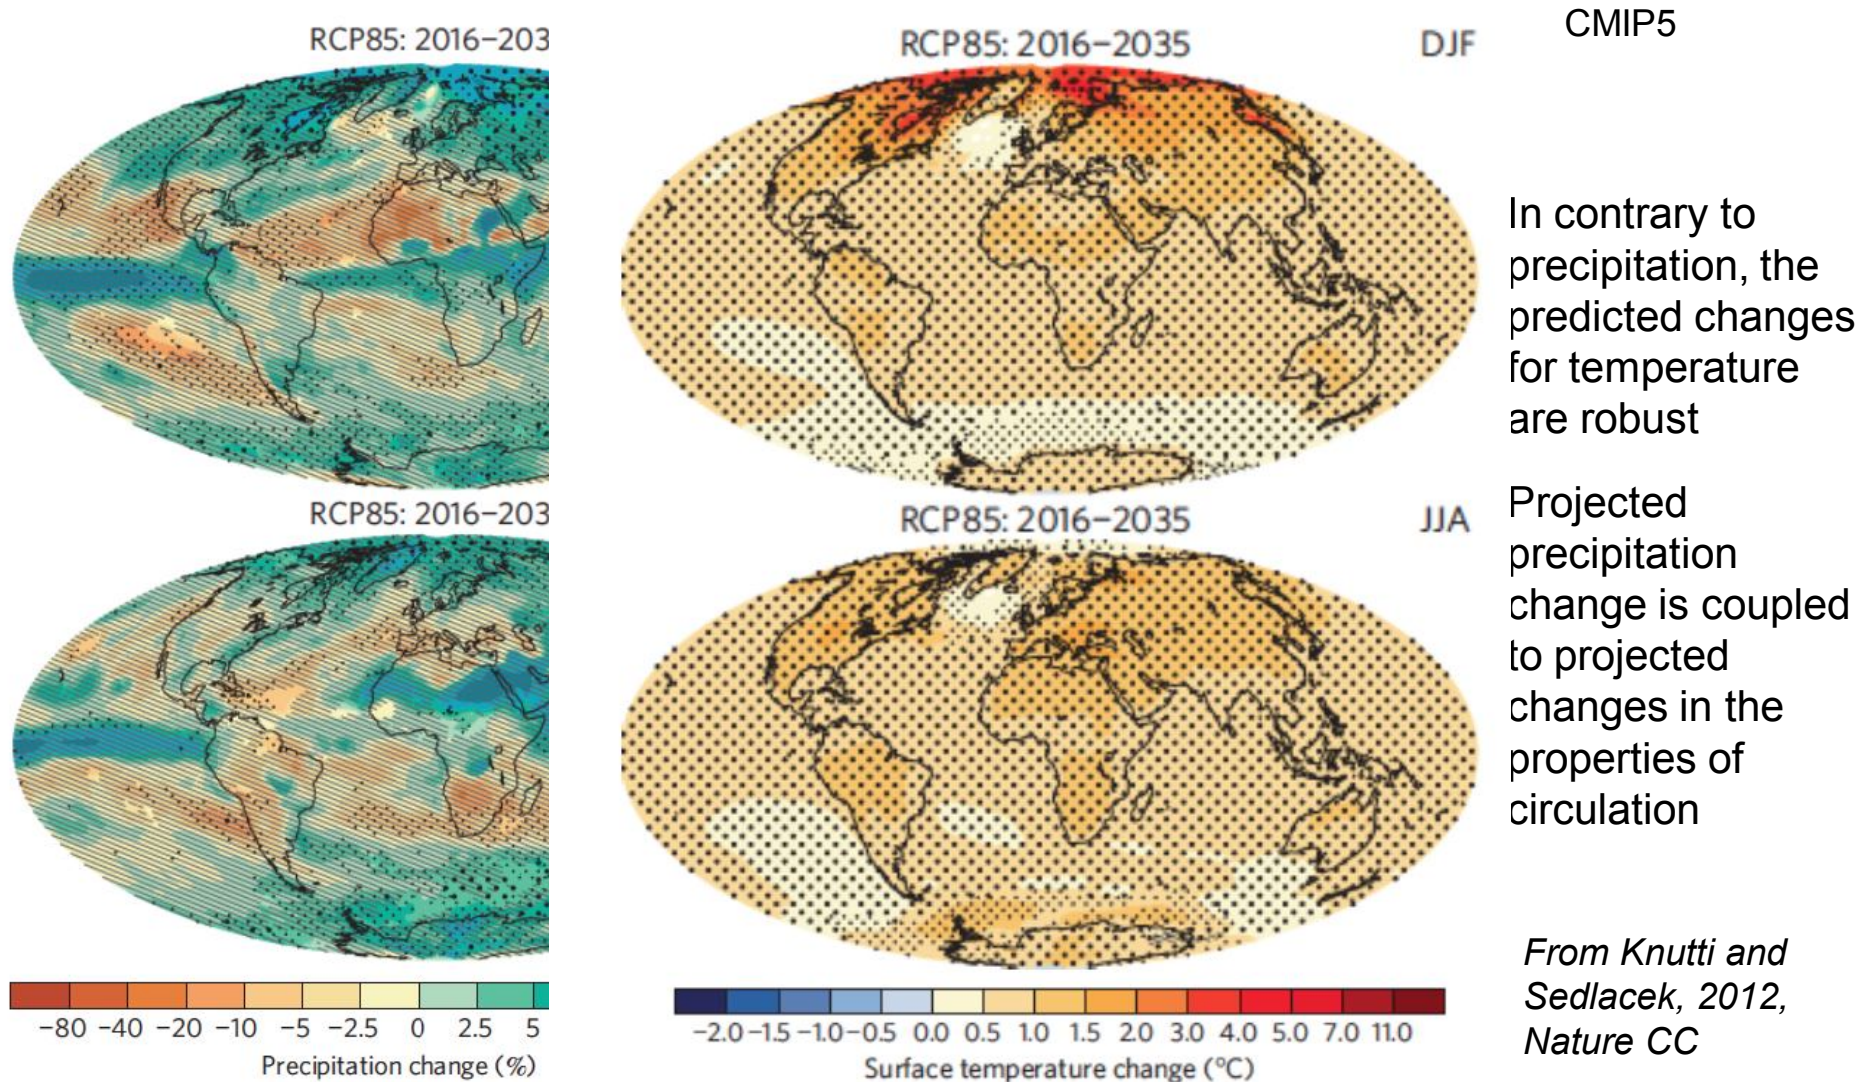 CMIP5
RCP85: 2016–203
RCP85: 2016–2035
DJF
In contrary to
precipitation, the
predicted changes
for temperature
are robust
RCP85: 2016–203
RCP85: 2016–2035
JJA
Projected
precipitation
change is coupled
to projected
changes in the
properties of
circulation
From Knutti and
Sedlacek, 2012,
Nature CC
−80 −40 −20 −10 −5 −2.5 0 2.5 5
Precipitation change (%)
−2.0 −1.5 −1.0 −0.5 0.0 0.5 1.0 1.5 2.0 3.0 4.0 5.0 7.0 11.0
Surface temperature change (°C)